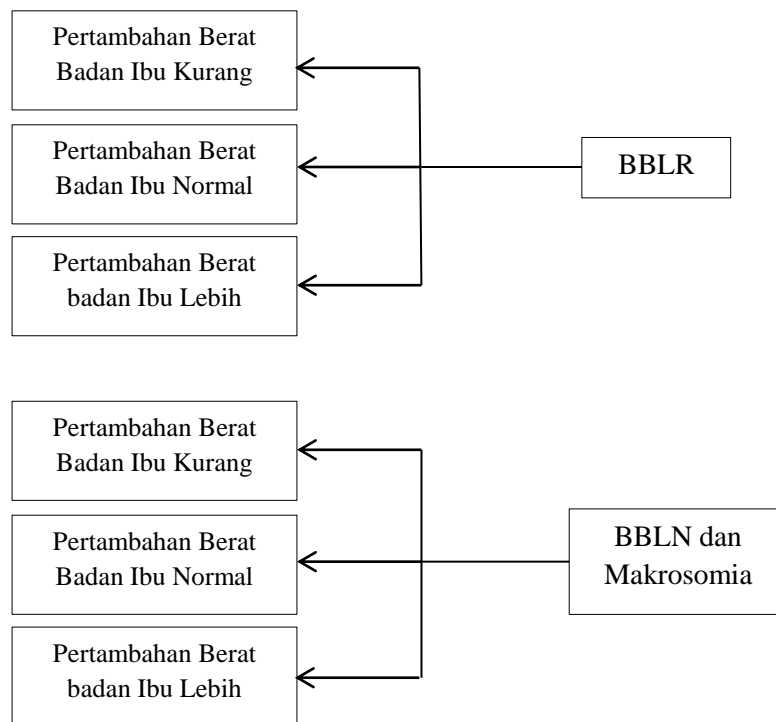 Pertambahan Berat
Badan Ibu Kurang
Pertambahan Berat
Badan Ibu Normal
BBLR
Pertambahan Berat
badan Ibu Lebih
Pertambahan Berat
Badan Ibu Kurang
Pertambahan Berat
Badan Ibu Normal
BBLN dan
Makrosomia
Pertambahan Berat
badan Ibu Lebih